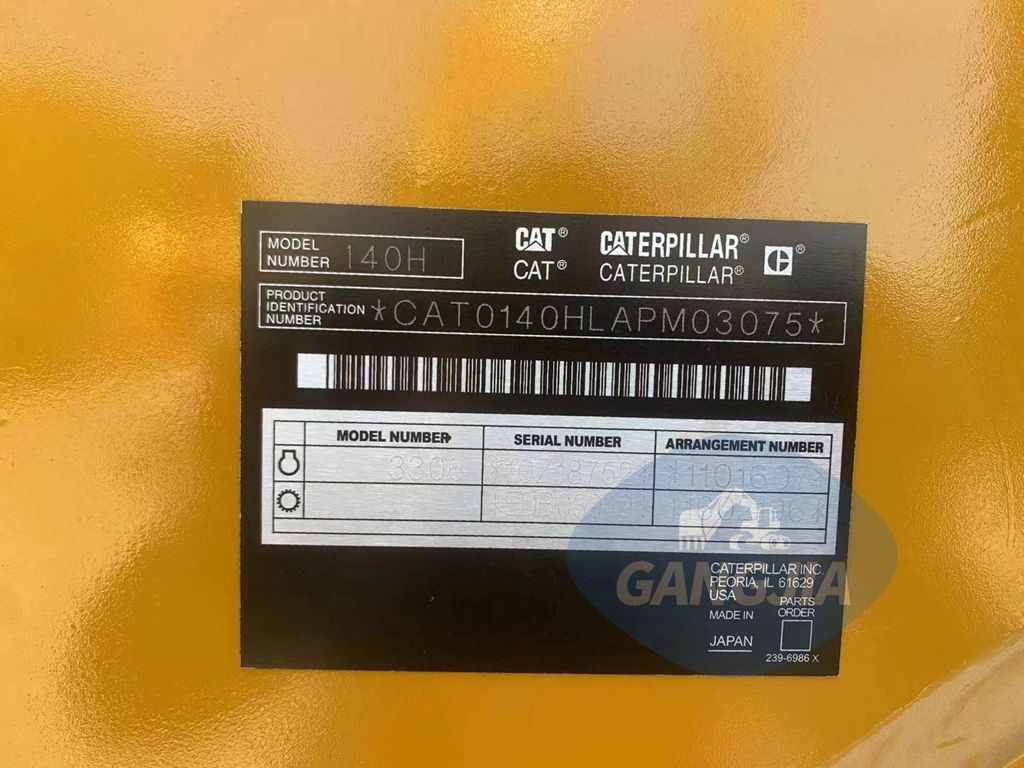 MODEL NUMBER 140H
CAT® CATERPILLAR®
CAT® CATERPILLAR®
PRODUCT IDENTIFICATION NUMBER *CAT0140HLAPM03075*
MODEL NUMBER SERIAL NUMBER ARRANGEMENT NUMBER
3306
GANGJIA
CATERPILLAR INC.
PEORIA, IL 61629
USA
MADE IN
JAPAN
PARTS
ORDER
239-6986 X